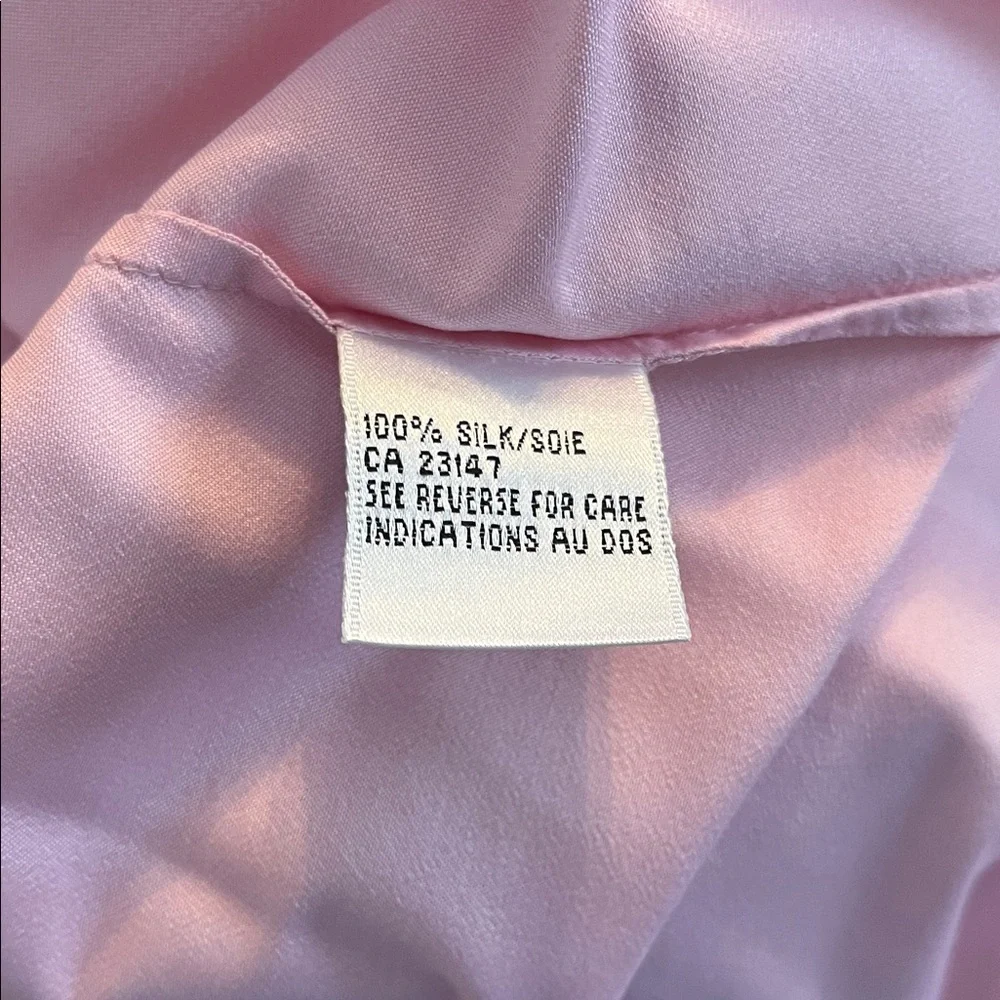 100% SILK/SOIE
CA 23147
SEE REVERSE FOR CARE
INDICATIONS AU DOS